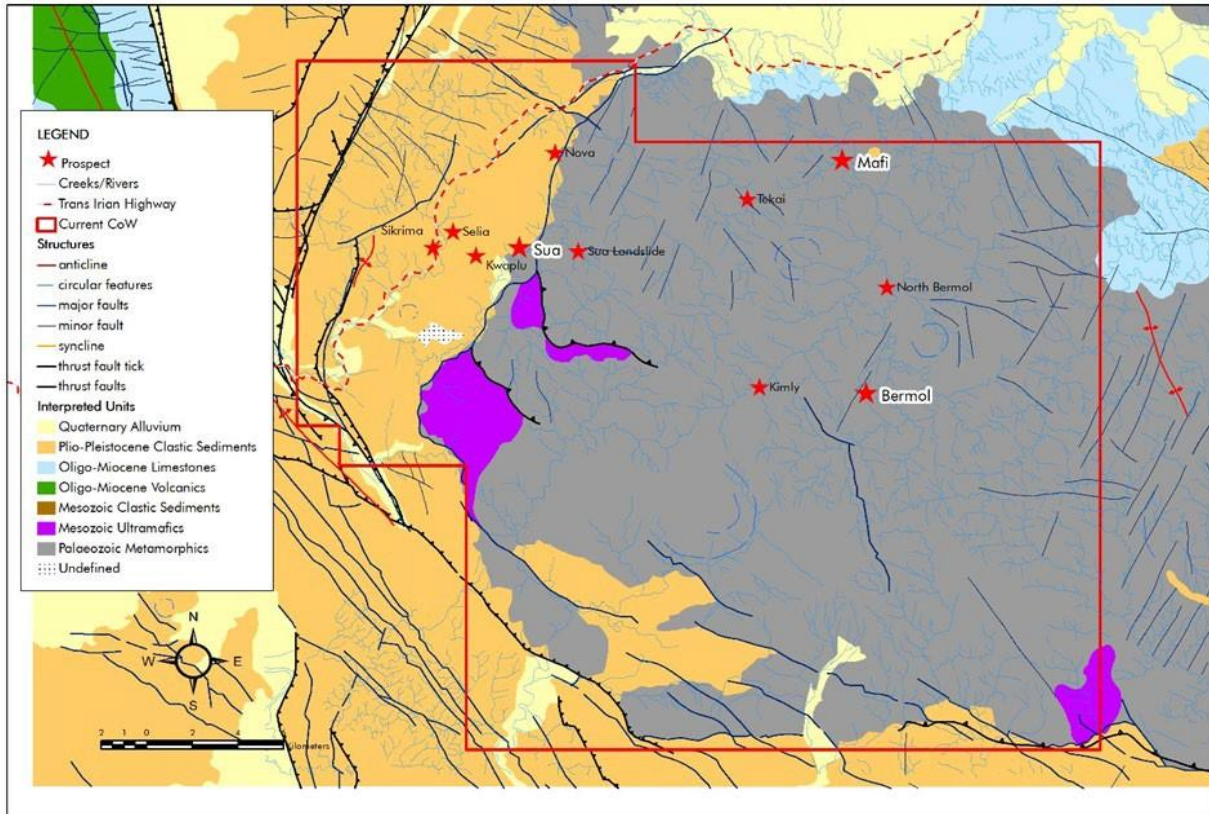 LEGEND
Prospect
Creeks/Rivers
Trans Irian Highway
Current CoW
Structures
anticline
circular features
major faults
minor fault
syncline
thrust fault tick
thrust faults
Interpreted Units
Quaternary Alluvium
Plio-Pleistocene Clastic Sediments
Oligo-Miocene Limestones
Oligo-Miocene Volcanics
Mesozoic Clastic Sediments
Mesozoic Ultramafics
Palaeozoic Metamorphics
Undefined
Nova
Mafi
Tekai
Sikrima
Selia
Kwaplu
Sua
Sua Landslide
North Bermol
Kimly
Bermol
N
W E
S
2 1 0 2 4
Kilometers